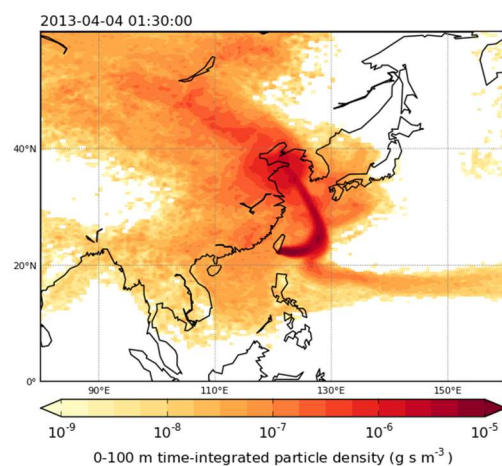 2013-04-04 01:30:00
40°N
20°N
0°
90°E 110°E 130°E 150°E
10⁻⁹ 10⁻⁸ 10⁻⁷ 10⁻⁶ 10⁻⁵
0-100 m time-integrated particle density (g s m⁻³)